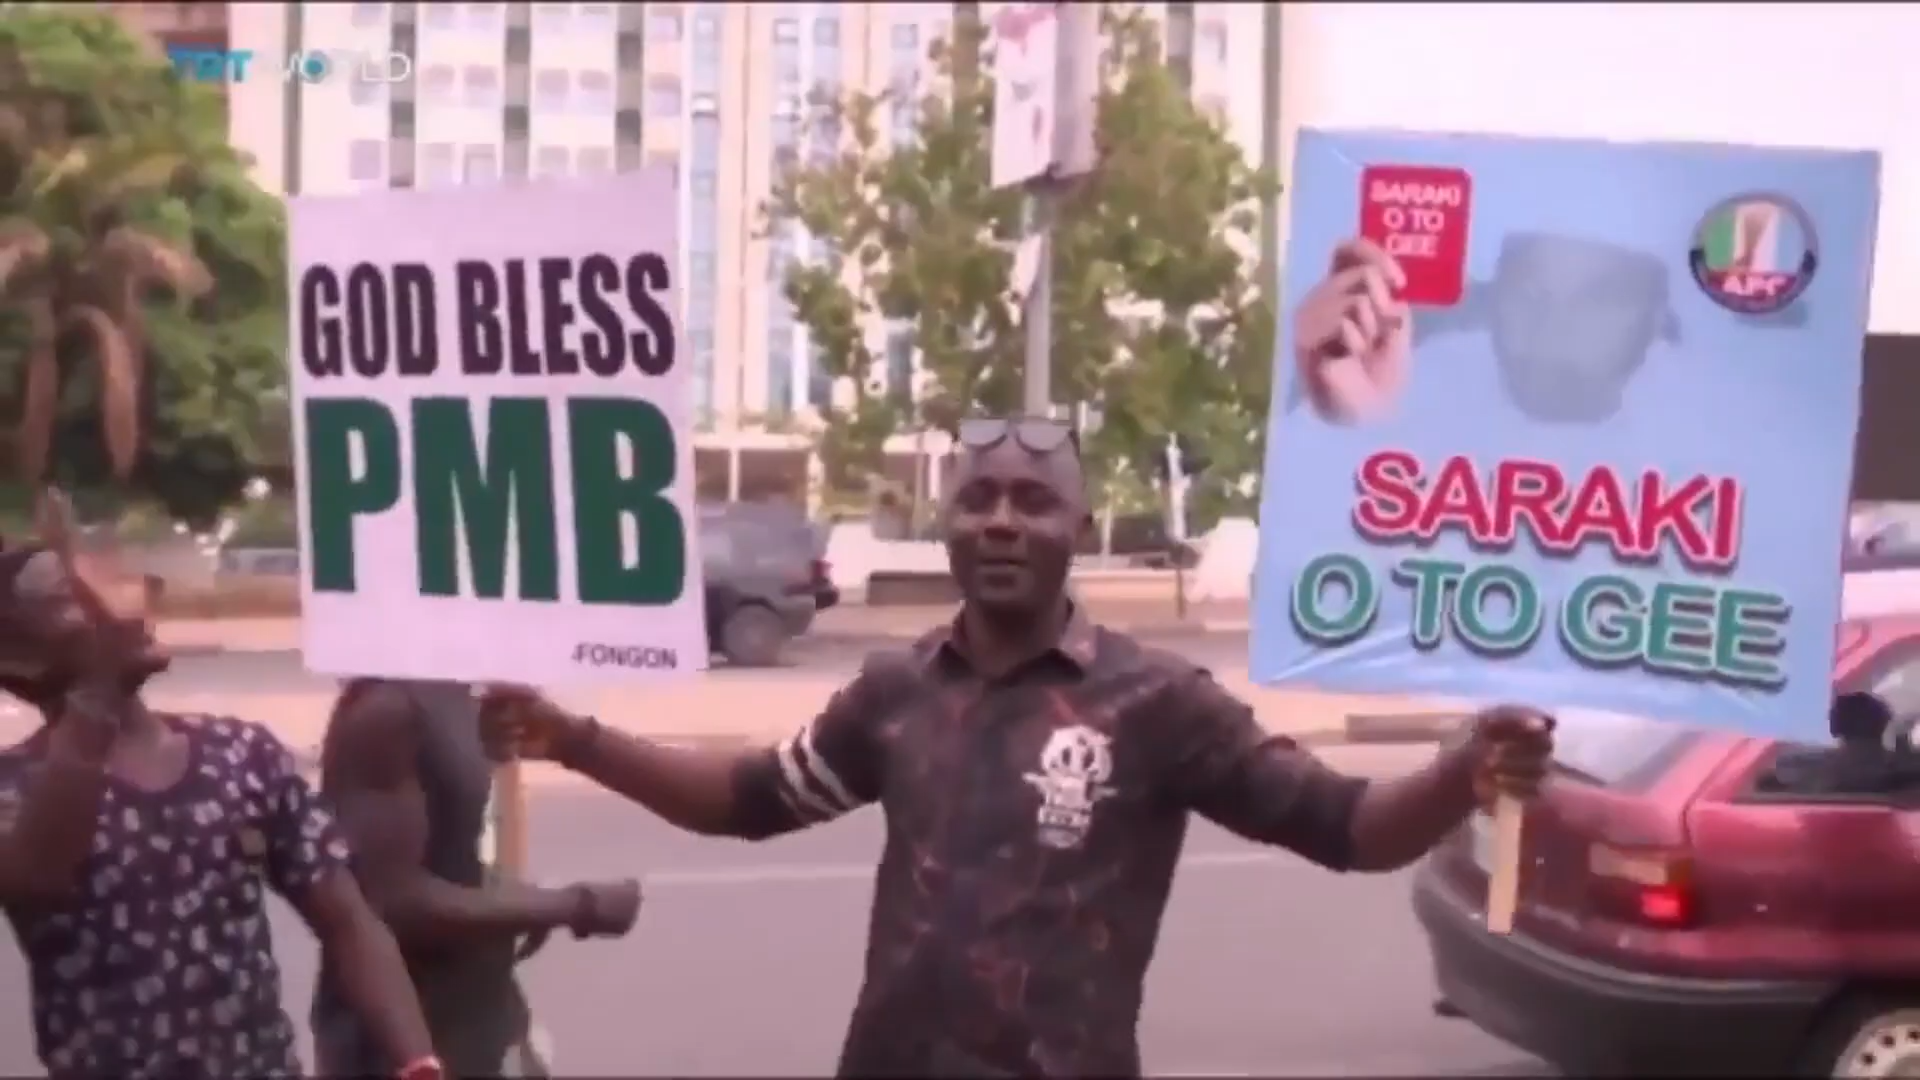 TRT WORLD
GOD BLESS
PMB
-FONGON
SARAKI
O TO
GEE
APC
SARAKI
O TO GEE